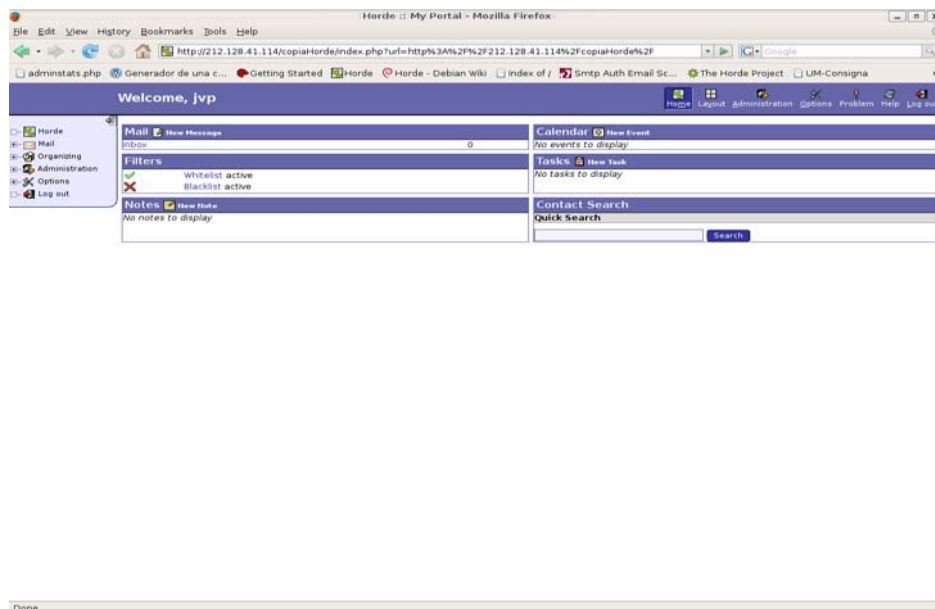 Horde :: My Portal - Mozilla Firefox
File Edit View History Bookmarks Tools Help
http://212.128.41.114/copiaHorde/index.php?url=http%3A%2F%2F212.128.41.114%2FcopiaHorde%2F
Google
adminstats.php Generador de una c... Getting Started Horde Horde - Debian Wiki Index of / Smtp Auth Email Sc... The Horde Project UM-Consigna
Welcome, jvp
Home Layout Administration Options Problem Help Log out
Horde
Mail
Organizing
Administration
Options
Log out
Mail New Message
Inbox 0
Filters
Whitelist active
Blacklist active
Notes New Note
No notes to display
Calendar New Event
No events to display
Tasks New Task
No tasks to display
Contact Search
Quick Search
Search
Done